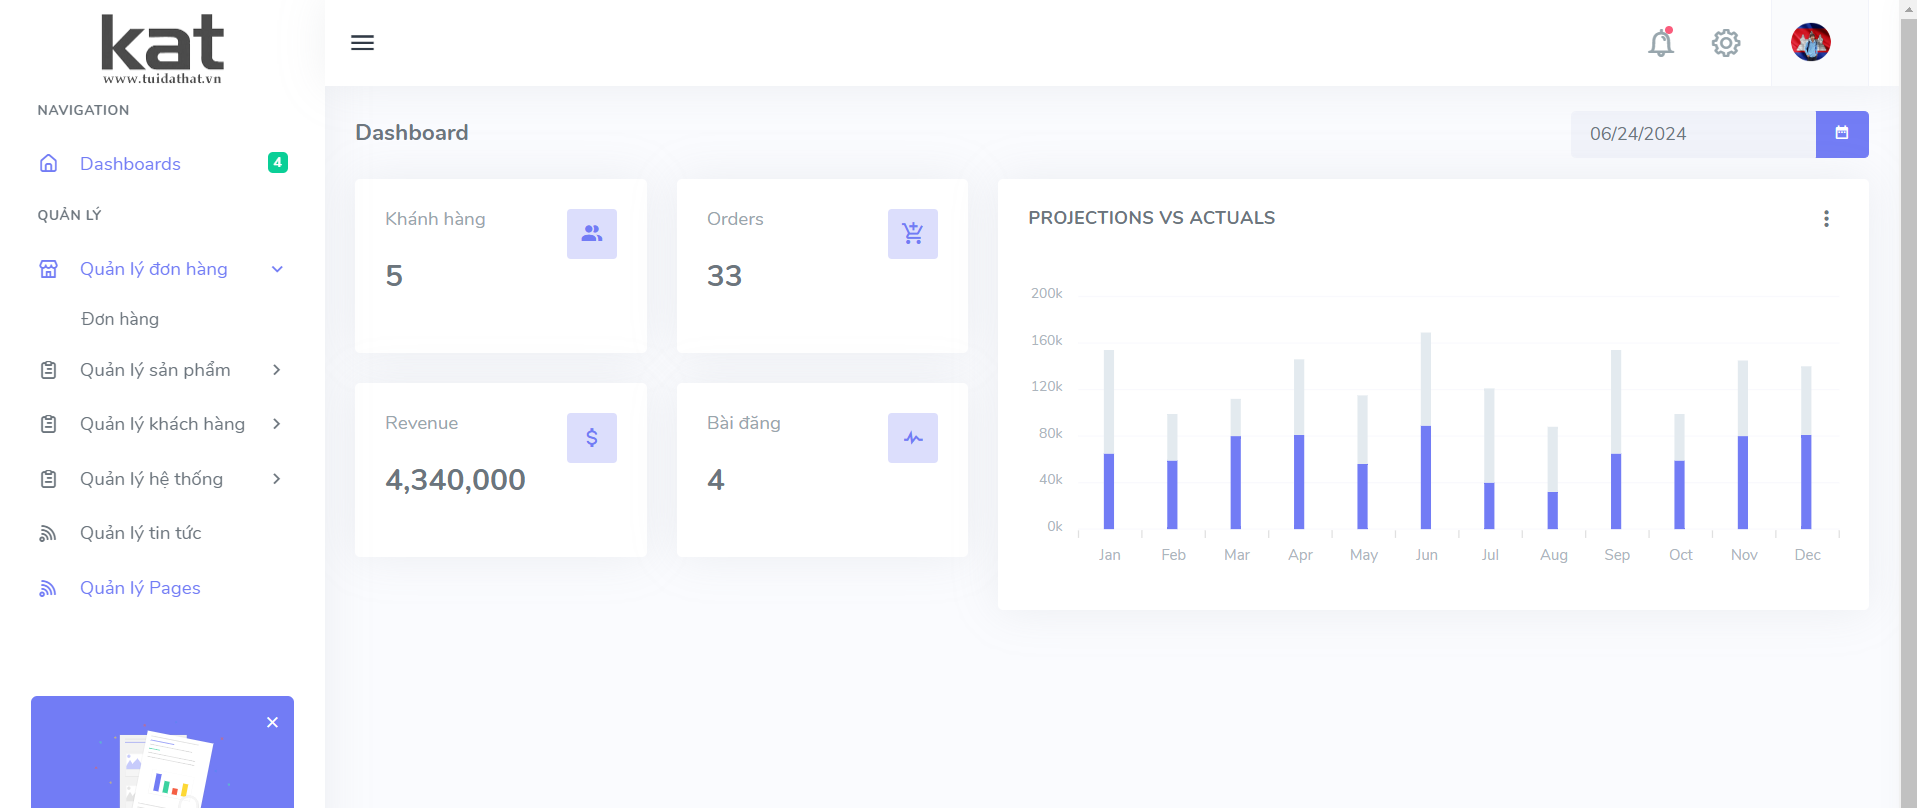 kat
www.tuidathat.vn
NAVIGATION
Dashboards 4
QUẢN LÝ
Quản lý đơn hàng
Đơn hàng
Quản lý sản phẩm
Quản lý khách hàng
Quản lý hệ thống
Quản lý tin tức
Quản lý Pages
Dashboard
06/24/2024
Khánh hàng
5
Orders
33
Revenue
4,340,000
Bài đăng
4
PROJECTIONS VS ACTUALS
200k
160k
120k
80k
40k
0k
Jan Feb Mar Apr May Jun Jul Aug Sep Oct Nov Dec